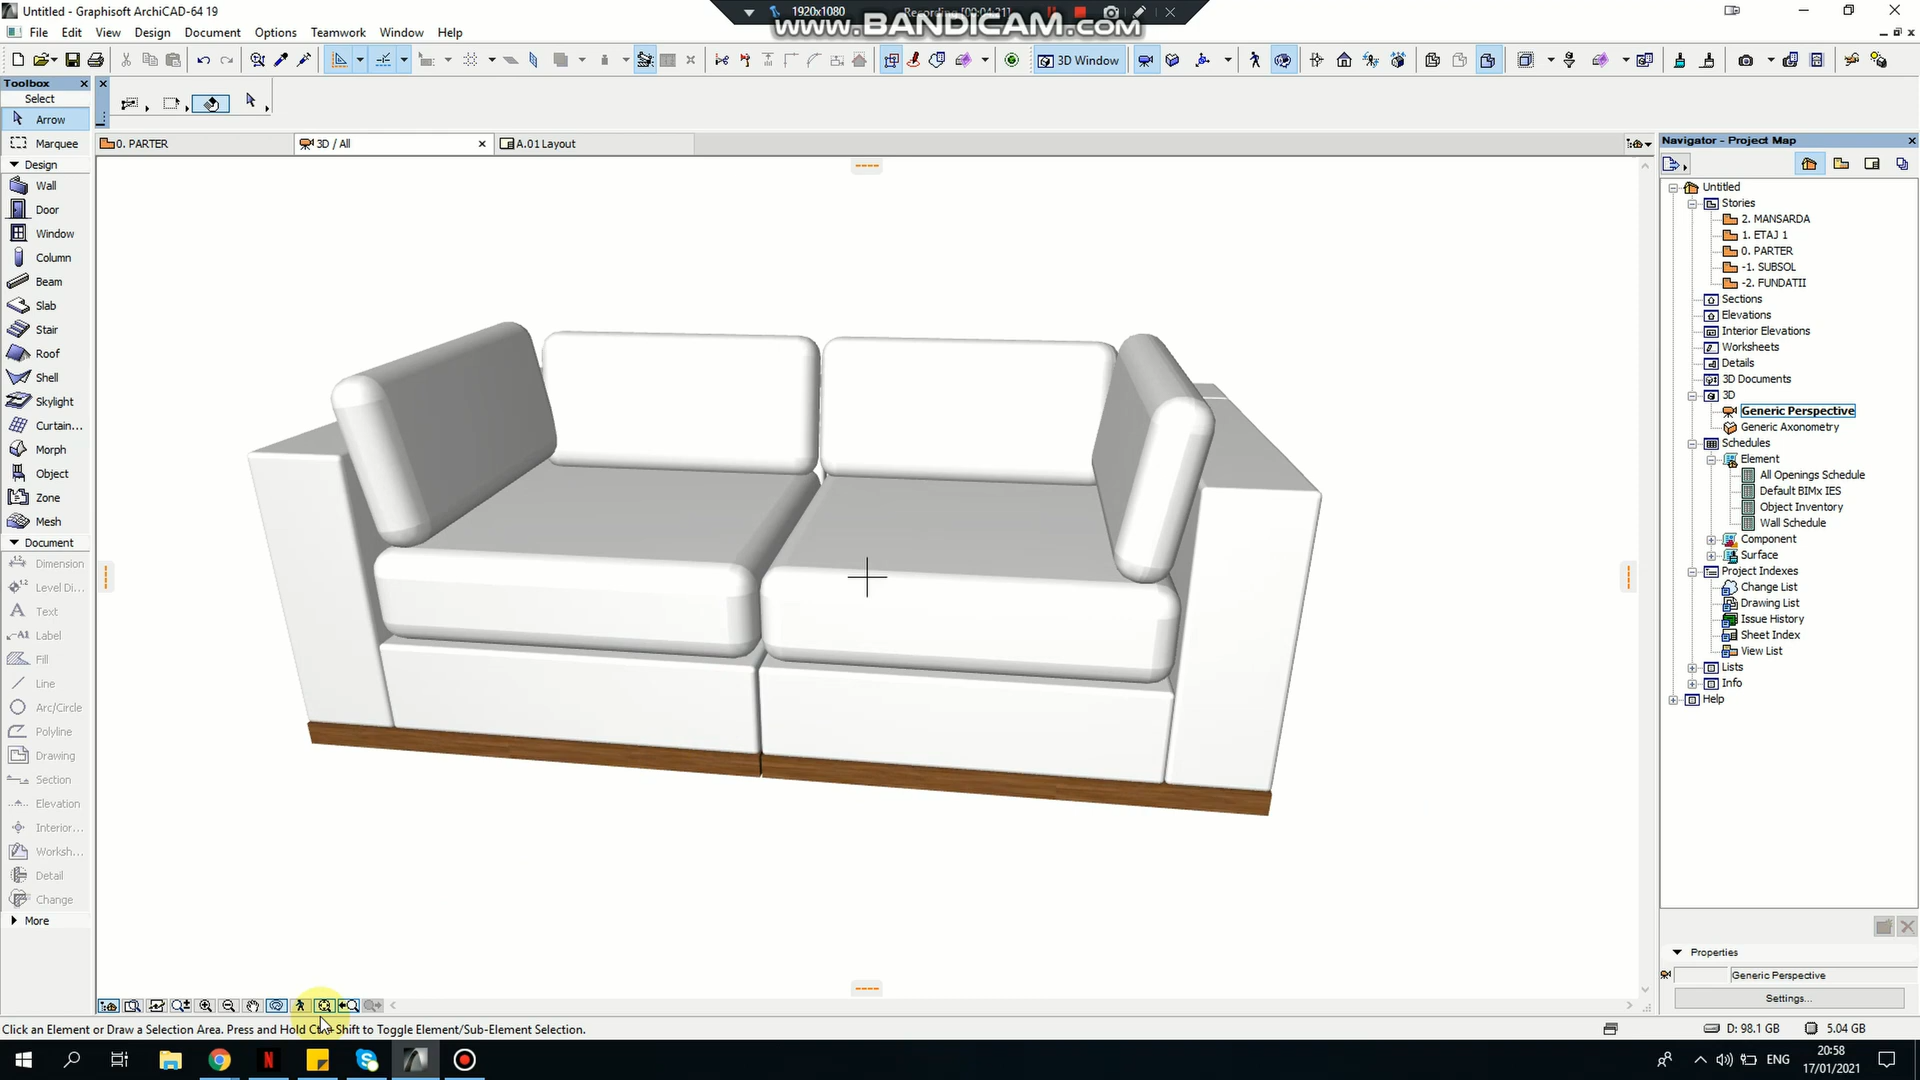 Untitled - Graphisoft ArchiCAD-64 19
1920x1080
Recording [00:04:21]
www.BANDICAM.com
File Edit View Design Document Options Teamwork Window Help
3D Window
Toolbox
Select
Arrow
Marquee
Design
Wall
Door
Window
Column
Beam
Slab
Stair
Roof
Shell
Skylight
Curtain...
Morph
Object
Zone
Mesh
Document
Dimension
Level Di...
Text
Label
Fill
Line
Arc/Circle
Polyline
Drawing
Section
Elevation
Interior...
Worksh...
Detail
Change
More
0. PARTER
3D / All
A.01 Layout
Navigator - Project Map
Untitled
Stories
2. MANSARDA
1. ETAJ 1
0. PARTER
-1. SUBSOL
-2. FUNDATII
Sections
Elevations
Interior Elevations
Worksheets
Details
3D Documents
3D
Generic Perspective
Generic Axonometry
Schedules
Element
All Openings Schedule
Default BIMx IES
Object Inventory
Wall Schedule
Component
Surface
Project Indexes
Change List
Drawing List
Issue History
Sheet Index
View List
Lists
Info
Help
Properties
Generic Perspective
Settings...
Click an Element or Draw a Selection Area. Press and Hold Ctrl+Shift to Toggle Element/Sub-Element Selection.
D: 98.1 GB
5.04 GB
ENG
20:58
17/01/2021